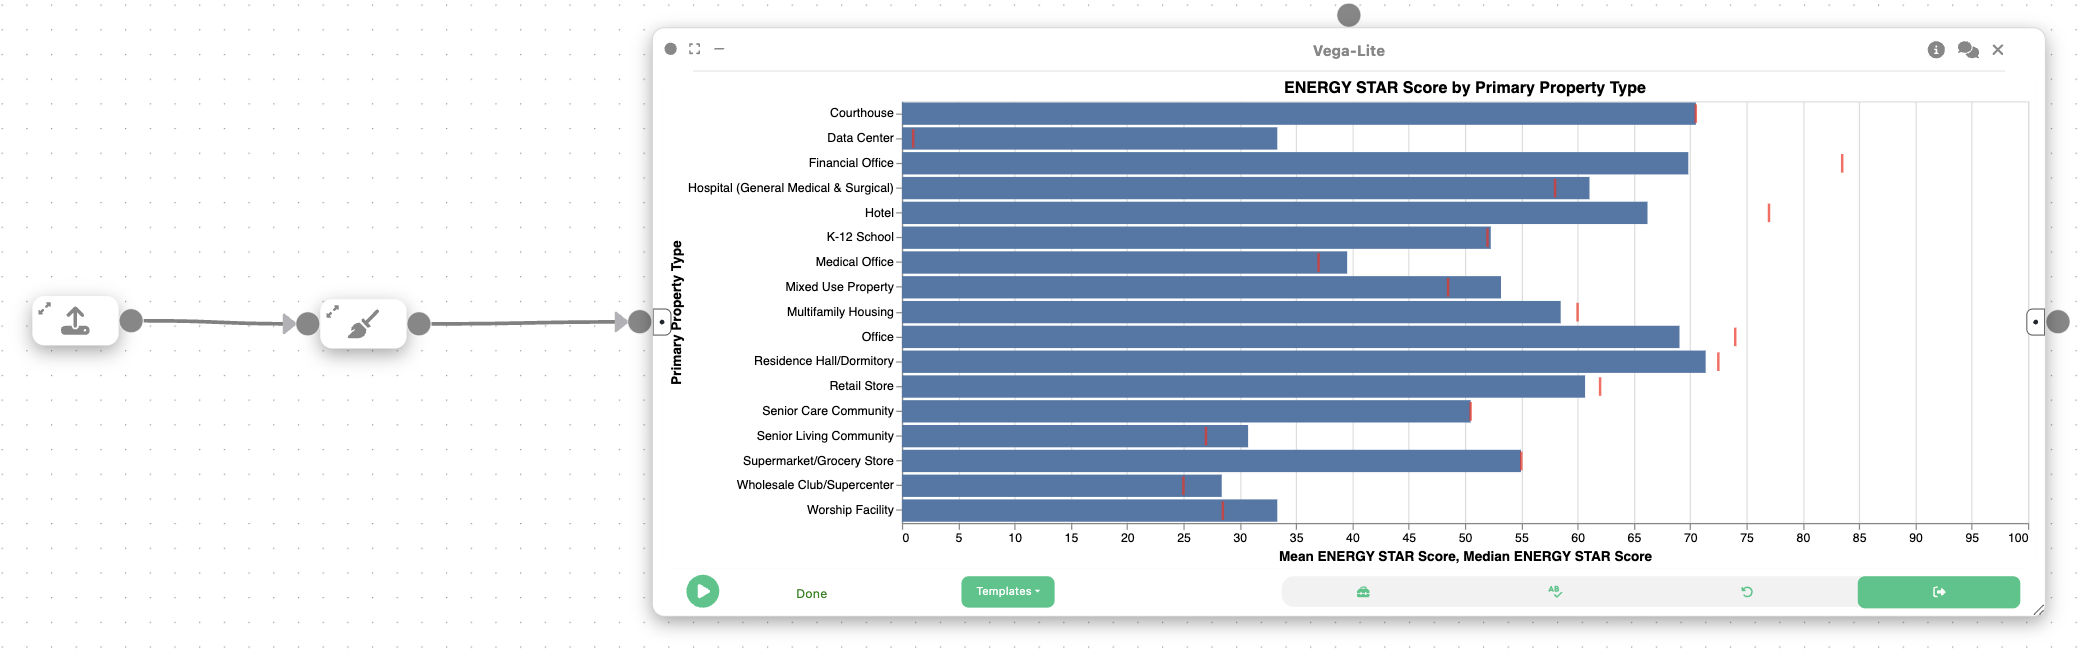 Vega-Lite
ENERGY STAR Score by Primary Property Type
Primary Property Type
Courthouse
Data Center
Financial Office
Hospital (General Medical & Surgical)
Hotel
K-12 School
Medical Office
Mixed Use Property
Multifamily Housing
Office
Residence Hall/Dormitory
Retail Store
Senior Care Community
Senior Living Community
Supermarket/Grocery Store
Wholesale Club/Supercenter
Worship Facility
0 5 10 15 20 25 30 35 40 45 50 55 60 65 70 75 80 85 90 95 100
Mean ENERGY STAR Score, Median ENERGY STAR Score
Done
Templates
AB